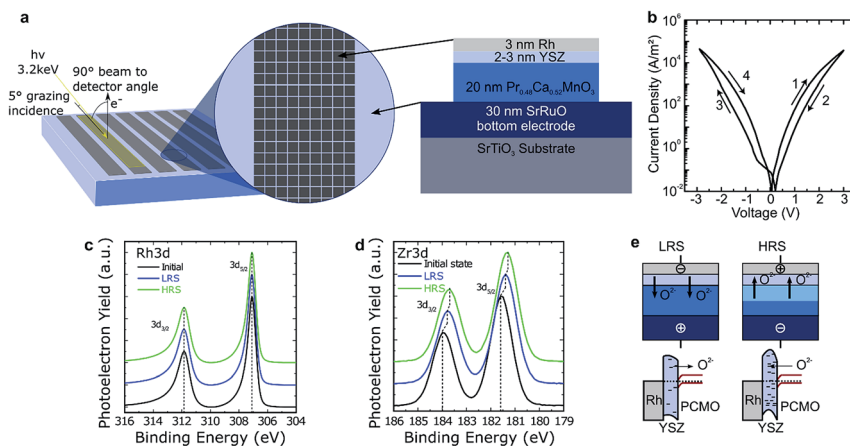 a
hν
3.2keV
90° beam to
detector angle
e⁻
5° grazing
incidence
3 nm Rh
2-3 nm YSZ
20 nm Pr₀.₄₈Ca₀.₅₂MnO₃
30 nm SrRuO
bottom electrode
SrTiO₃ Substrate
b
Current Density (A/m²)
10⁶
10⁴
10²
10⁰
10⁻²
1
2
3
4
-3 -2 -1 0 1 2 3
Voltage (V)
c
Rh3d
Initial
LRS
HRS
3d₅/₂
3d₃/₂
Photoelectron Yield (a.u.)
316 314 312 310 308 306 304
Binding Energy (eV)
d
Zr3d
Initial state
LRS
HRS
3d₅/₂
3d₃/₂
Photoelectron Yield (a.u.)
186 185 184 183 182 181 180 179
Binding Energy (eV)
e
LRS
HRS
O²⁻ O²⁻
O²⁻ O²⁻
O²⁻
Rh
PCMO
YSZ
O²⁻
Rh
PCMO
YSZ